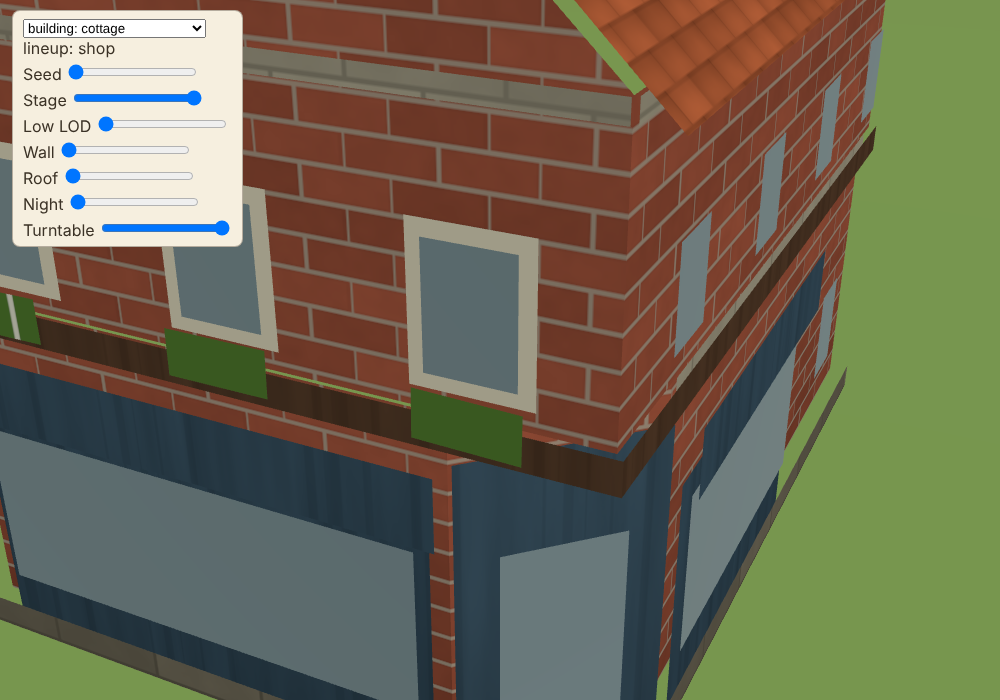 building: cottage
lineup: shop
Seed
Stage
Low LOD
Wall
Roof
Night
Turntable